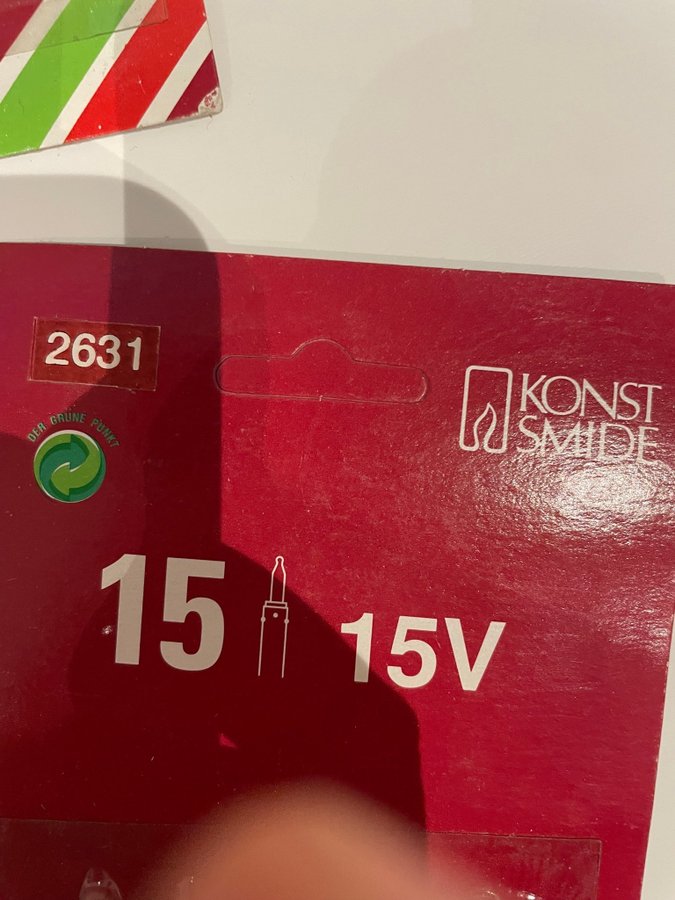 2631
DER GRÜNE PUNKT
KONST
SMIDE
15
15V